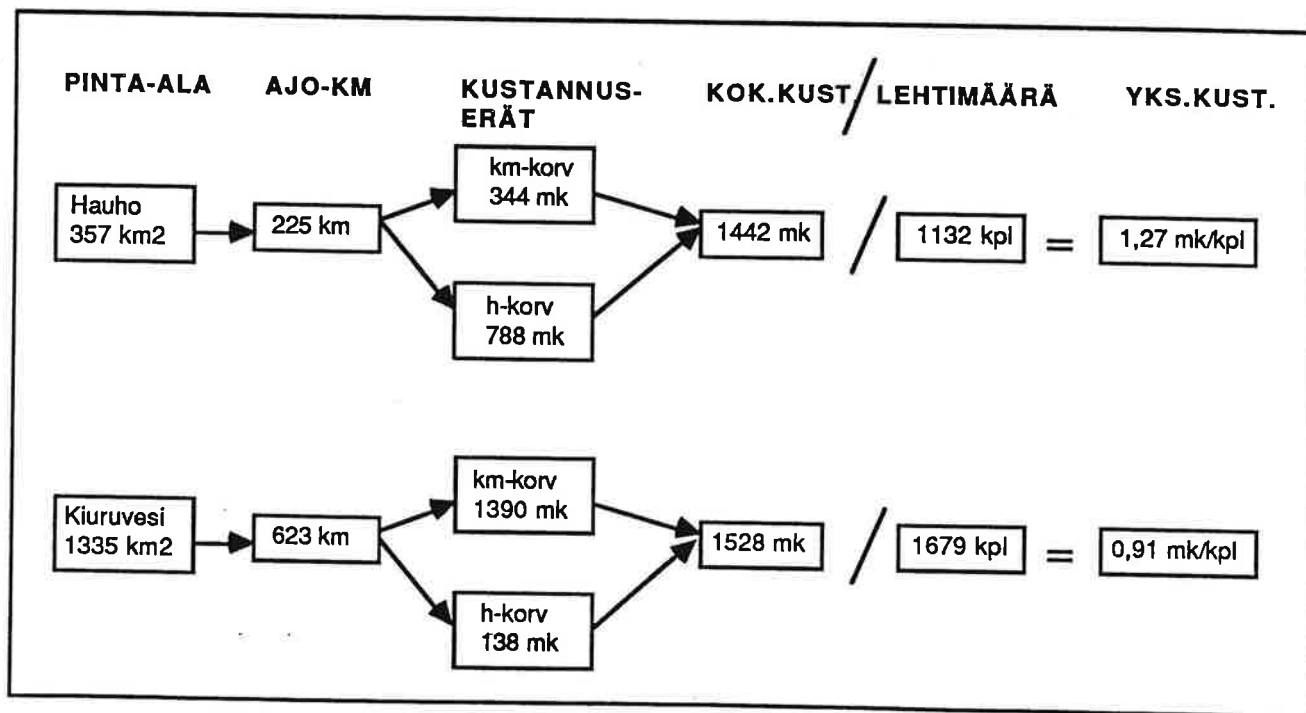 PINTA-ALA AJO-KM KUSTANNUS- KOK.KUST. / LEHTIMÄÄRÄ YKS.KUST.
ERÄT
km-korv
344 mk
Hauho
357 km2
225 km
1442 mk / 1132 kpl = 1,27 mk/kpl
h-korv
788 mk
km-korv
1390 mk
Kiuruvesi
1335 km2
623 km
1528 mk / 1679 kpl = 0,91 mk/kpl
h-korv
138 mk